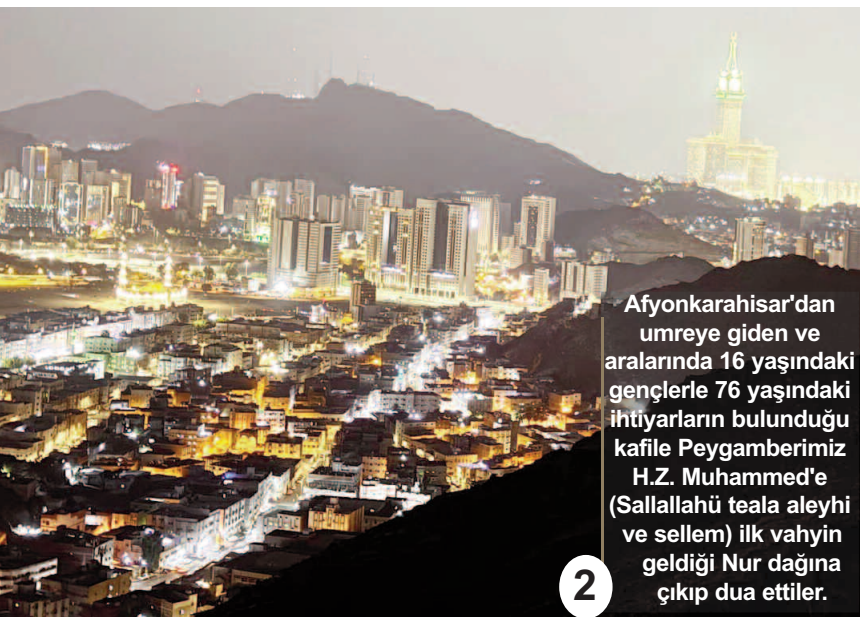 Afyonkarahisar'dan
umreye giden ve
aralarında 16 yaşındaki
gençlerle 76 yaşındaki
ihtiyarların bulunduğu
kafile Peygamberimiz
H.Z. Muhammed'e
(Sallallahü teala aleyhi
ve sellem) ilk vahyin
geldiği Nur dağına
çıkıp dua ettiler.
2